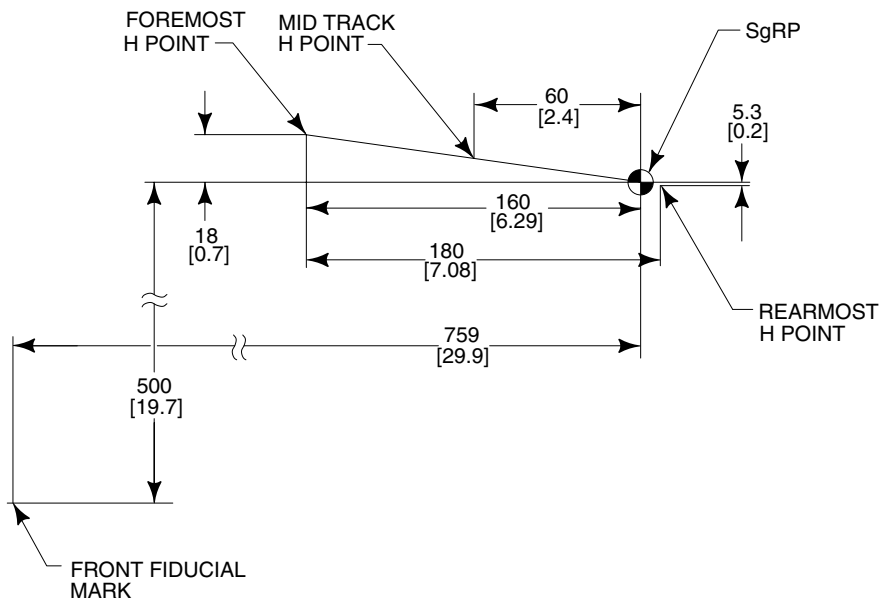 FOREMOST
H POINT
MID TRACK
H POINT
SgRP
60
[2.4]
5.3
[0.2]
160
[6.29]
18
[0.7]
180
[7.08]
REARMOST
H POINT
759
[29.9]
500
[19.7]
FRONT FIDUCIAL
MARK